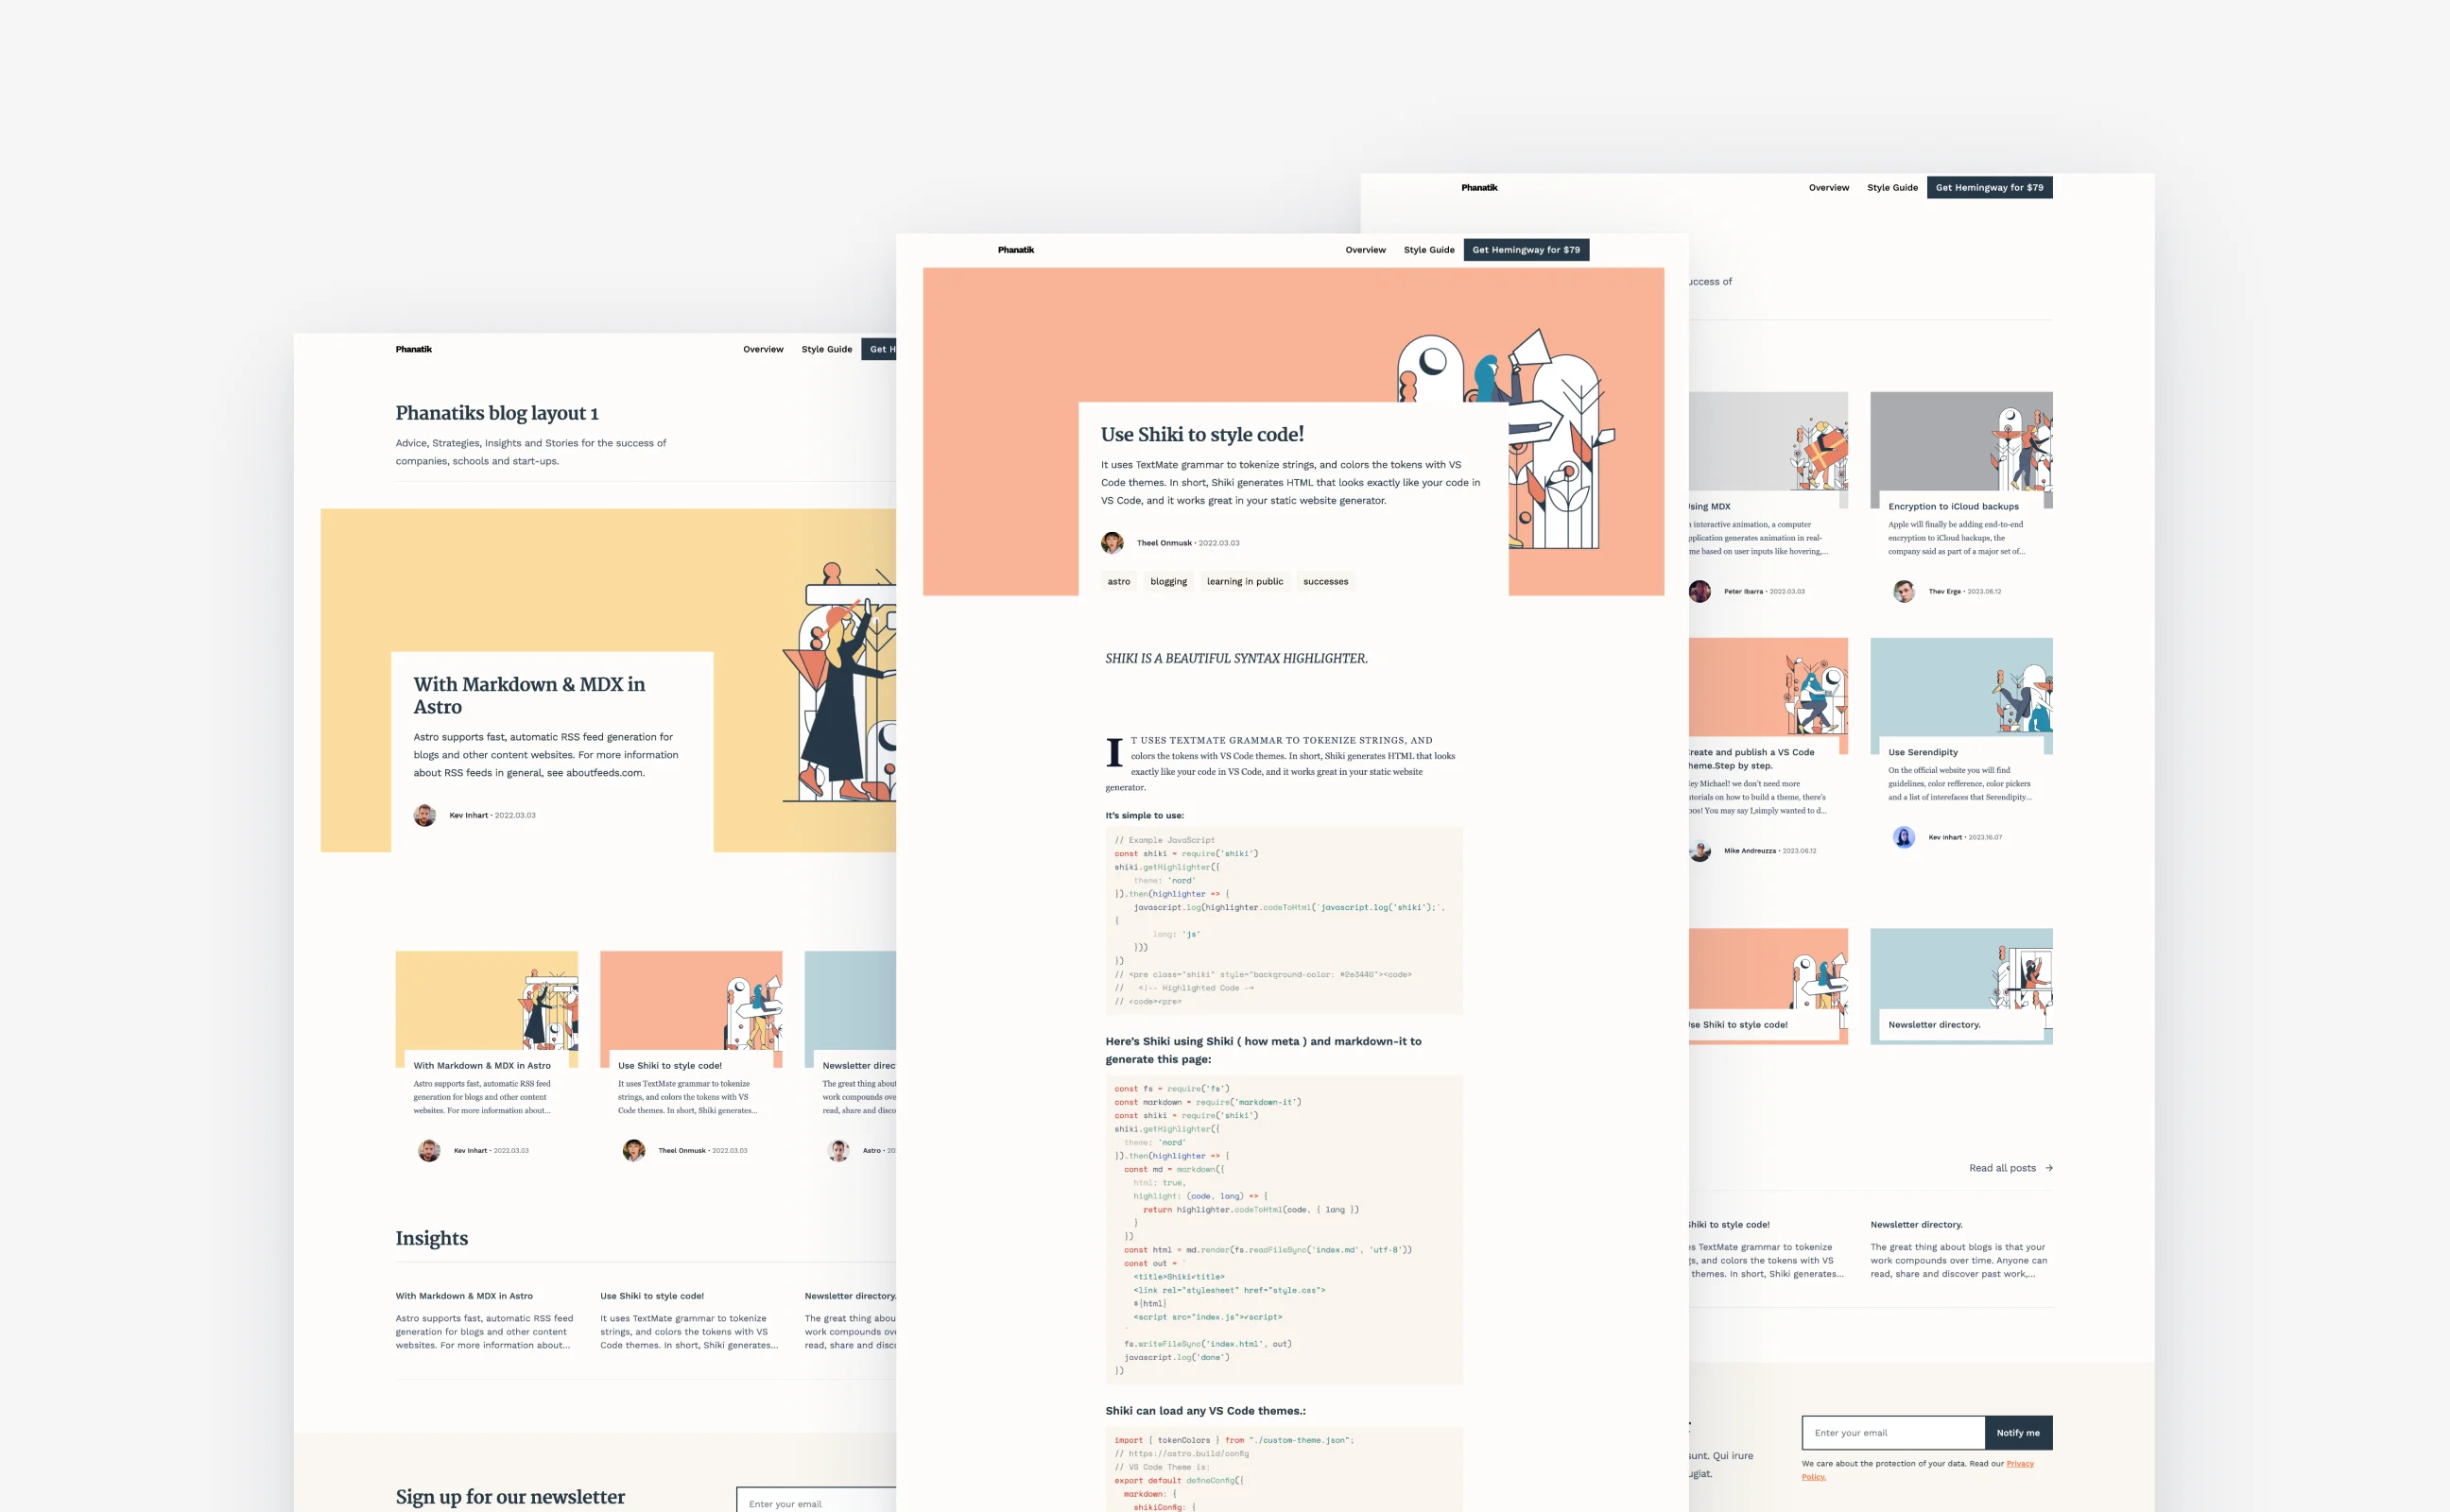 Phanatik
Overview
Style Guide
Get H
Phanatiks blog layout 1
Advice, Strategies, Insights and Stories for the success of
companies, schools and start-ups.
With Markdown & MDX in
Astro
Astro supports fast, automatic RSS feed generation for
blogs and other content websites. For more information
about RSS feeds in general, see aboutfeeds.com.
Kev Inhart • 2022.03.03
With Markdown & MDX in Astro
Astro supports fast, automatic RSS feed
generation for blogs and other content
websites. For more information about...
Kev Inhart • 2022.03.03
Use Shiki to style code!
It uses TextMate grammar to tokenize
strings, and colors the tokens with VS
Code themes. In short, Shiki generates...
Theel Onmusk • 2022.03.03
Newsletter direc
The great thing about
work compounds ove
read, share and disco
Astro • 20
Insights
With Markdown & MDX in Astro
Astro supports fast, automatic RSS feed
generation for blogs and other content
websites. For more information about...
Use Shiki to style code!
It uses TextMate grammar to tokenize
strings, and colors the tokens with VS
Code themes. In short, Shiki generates...
Newsletter directory.
The great thing abou
work compounds ove
read, share and disco
Sign up for our newsletter
Enter your email
Phanatik
Overview
Style Guide
Get Hemingway for $79
Use Shiki to style code!
It uses TextMate grammar to tokenize strings, and colors the tokens with VS
Code themes. In short, Shiki generates HTML that looks exactly like your code in
VS Code, and it works great in your static website generator.
Theel Onmusk • 2022.03.03
astro
blogging
learning in public
successes
SHIKI IS A BEAUTIFUL SYNTAX HIGHLIGHTER.
IT USES TEXTMATE GRAMMAR TO TOKENIZE STRINGS, AND
colors the tokens with VS Code themes. In short, Shiki generates HTML that looks
exactly like your code in VS Code, and it works great in your static website
generator.
It's simple to use:
// Example JavaScript
const shiki = require('shiki')
shiki.getHighlighter({
theme: 'nord'
}).then(highlighter => {
javascript.log(highlighter.codeToHtml(`javascript.log('shiki');`,
{
lang: 'js'
}))
})
// <pre class="shiki" style="background-color: #2e3440"><code>
// <!-- Highlighted Code -->
// <code><pre>
Here's Shiki using Shiki ( how meta ) and markdown-it to
generate this page:
const fs = require('fs')
const markdown = require('markdown-it')
const shiki = require('shiki')
shiki.getHighlighter({
theme: 'nord'
}).then(highlighter => {
const md = markdown({
html: true,
highlight: (code, lang) => {
return highlighter.codeToHtml(code, { lang })
}
})
const html = md.render(fs.readFileSync('index.md', 'utf-8'))
const out = `
<title>Shiki<title>
<link rel="stylesheet" href="style.css">
${html}
<script src="index.js"><script>
`
fs.writeFileSync('index.html', out)
javascript.log('done')
})
Shiki can load any VS Code themes.:
import { tokenColors } from "./custom-theme.json";
// https://astro.build/config
// VS Code Theme is:
export default defineConfig({
markdown: {
shikiConfig: {
Phanatik
Overview
Style Guide
Get Hemingway for $79
uccess of
Using MDX
n interactive animation, a computer
pplication generates animation in real-
me based on user inputs like hovering,...
Peter Ibarra • 2022.03.03
Encryption to iCloud backups
Apple will finally be adding end-to-end
encryption to iCloud backups, the
company said as part of a major set of...
Thev Erge • 2023.06.12
Create and publish a VS Code
heme.Step by step.
ey Michael! we don't need more
utorials on how to build a theme, there's
oos! You may say I,simply wanted to d...
Mike Andreuzza • 2023.06.12
Use Serendipity
On the official website you will find
guidelines, color refference, color pickers
and a list of interefaces that Serendipity...
Kev Inhart • 2023.16.07
Use Shiki to style code!
Newsletter directory.
Read all posts →
Shiki to style code!
es TextMate grammar to tokenize
gs, and colors the tokens with VS
themes. In short, Shiki generates...
Newsletter directory.
The great thing about blogs is that your
work compounds over time. Anyone can
read, share and discover past work,...
sunt. Qui irure
ugiat.
Enter your email
Notify me
We care about the protection of your data. Read our Privacy
Policy.